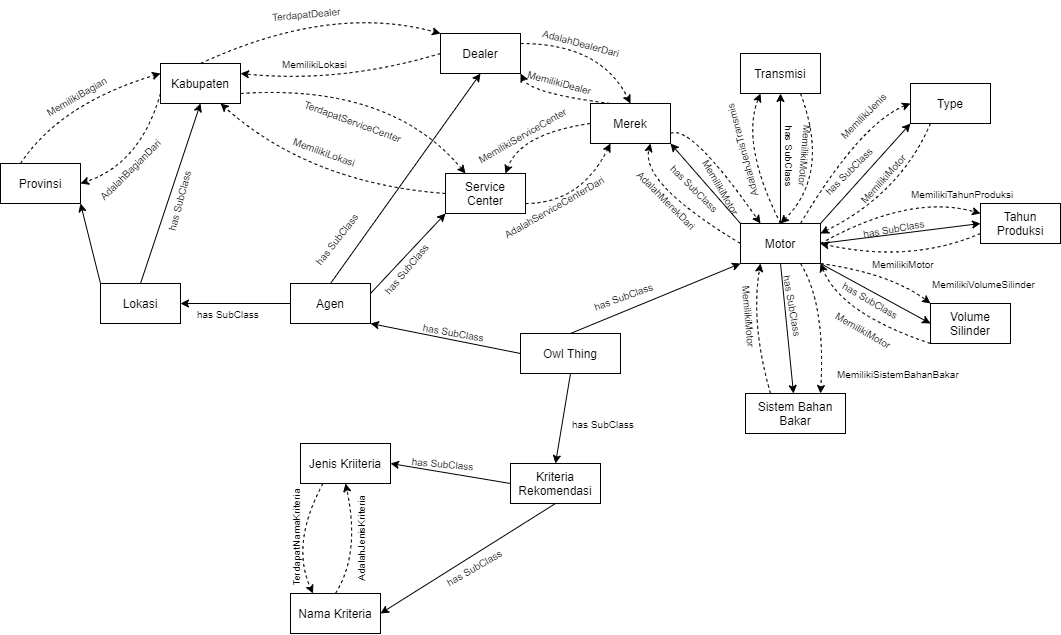 TerdapatDealer
Dealer
AdalahDealerDari
MemilikiLokasi
MemilikiDealer
Kabupaten
MemilikiBagian
Transmisi
Type
MemilikiJenis
TerdapatServiceCenter
MemilikiServiceCenter
Merek
AdalahJenisTransmis
has SubClass
MemilikiMotor
AdalahBagianDari
MemilikiLokasi
has SubClass
MemilikiMotor
Provinsi
has SubClass
Service
Center
AdalahServiceCenterDari
AdalahMerekDari
has SubClass
MemilikiMotor
MemilikiTahunProduksi
Tahun
Produksi
has SubClass
Motor
has SubClass
has SubClass
MemilikiMotor
MemilikiVolumeSilinder
Lokasi
has SubClass
Agen
has SubClass
MemilikiMotor
has SubClass
has SubClass
MemilikiMotor
Volume
Silinder
has SubClass
Owl Thing
MemilikiSistemBahanBakar
Sistem Bahan
Bakar
has SubClass
Jenis Kriiteria
has SubClass
Kriteria
Rekomendasi
TerdapatNamaKriteria
AdalahJenisKriteria
has SubClass
Nama Kriteria